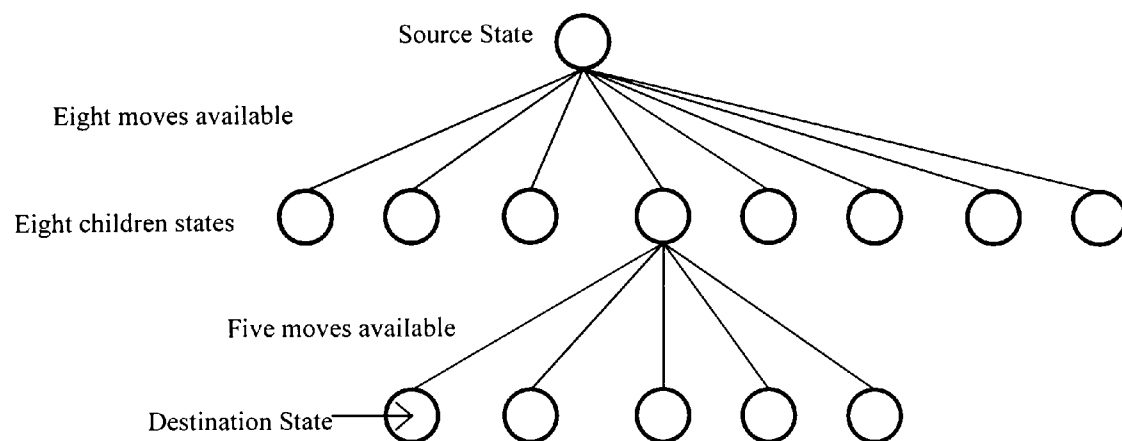 Source State
Eight moves available
Eight children states
Five moves available
Destination State